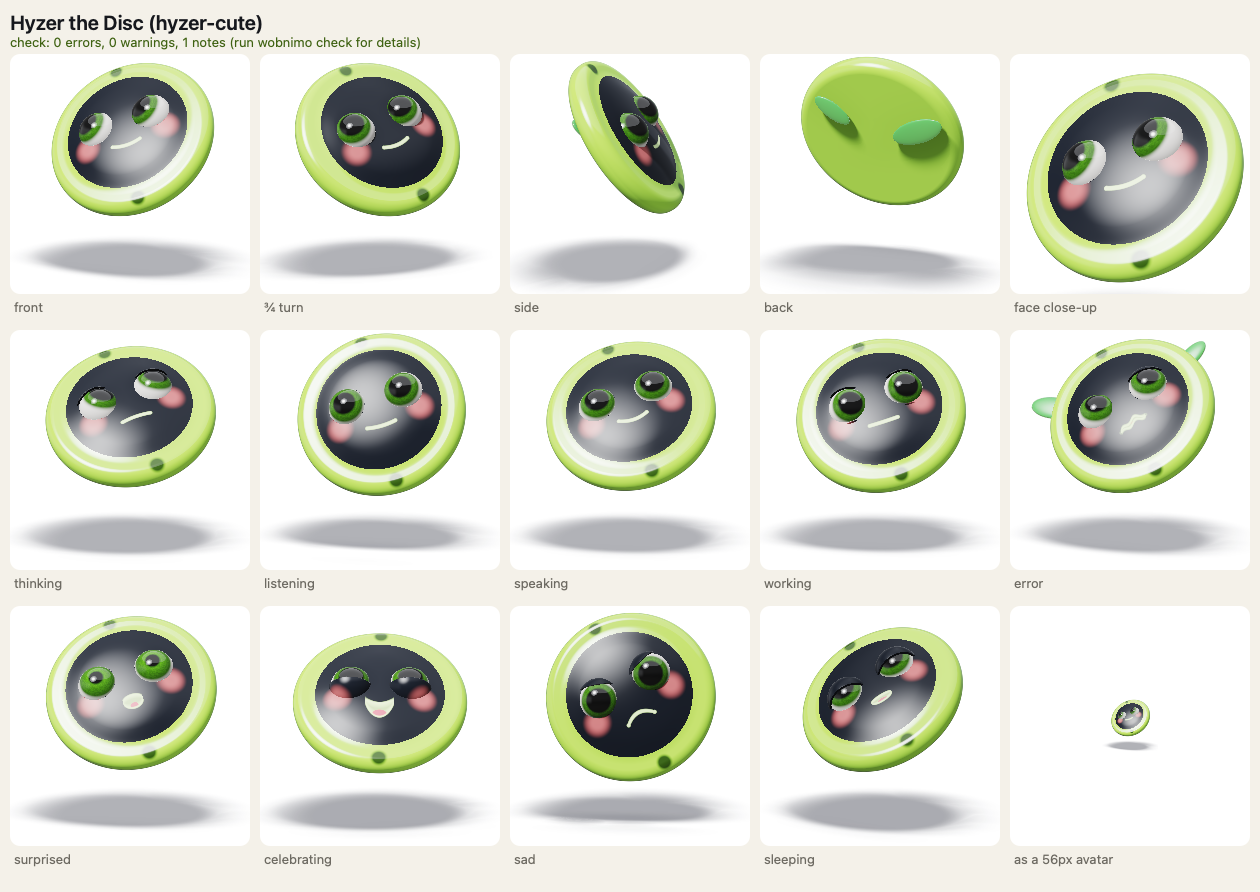 Hyzer the Disc (hyzer-cute)
check: 0 errors, 0 warnings, 1 notes (run wobnimo check for details)
front
¾ turn
side
back
face close-up
thinking
listening
speaking
working
error
surprised
celebrating
sad
sleeping
as a 56px avatar